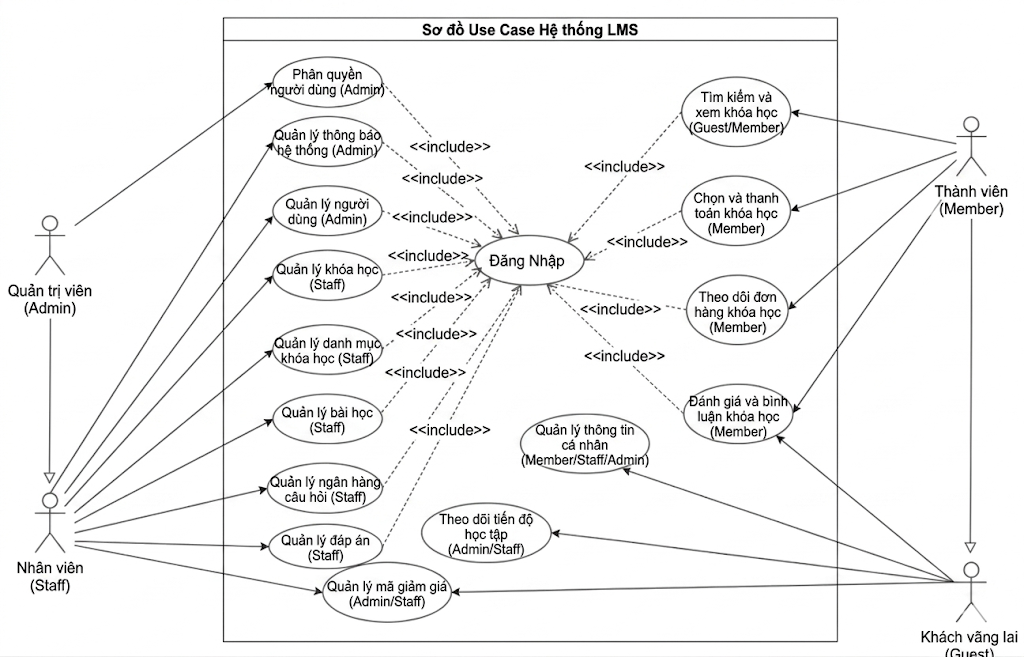 Sơ đồ Use Case Hệ thống LMS
Phân quyền
người dùng (Admin)
Quản lý thông báo
hệ thống (Admin)
Quản lý người
dùng (Admin)
Quản lý khóa học
(Staff)
Quản lý danh mục
khóa học (Staff)
Quản lý bài học
(Staff)
Quản lý ngân hàng
câu hỏi (Staff)
Quản lý đáp án
(Staff)
Quản lý mã giảm giá
(Admin/Staff)
<<include>>
<<include>>
<<include>>
<<include>>
<<include>>
<<include>>
<<include>>
<<include>>
Đăng Nhập
<<include>>
<<include>>
<<include>>
<<include>>
Tìm kiếm và
xem khóa học
(Guest/Member)
Chọn và thanh
toán khóa học
(Member)
Theo dõi đơn
hàng khóa học
(Member)
Đánh giá và bình
luận khóa học
(Member)
Quản lý thông tin
cá nhân
(Member/Staff/Admin)
Theo dõi tiến độ
học tập
(Admin/Staff)
Quản trị viên
(Admin)
Nhân viên
(Staff)
Thành viên
(Member)
Khách vãng lai
(Guest)